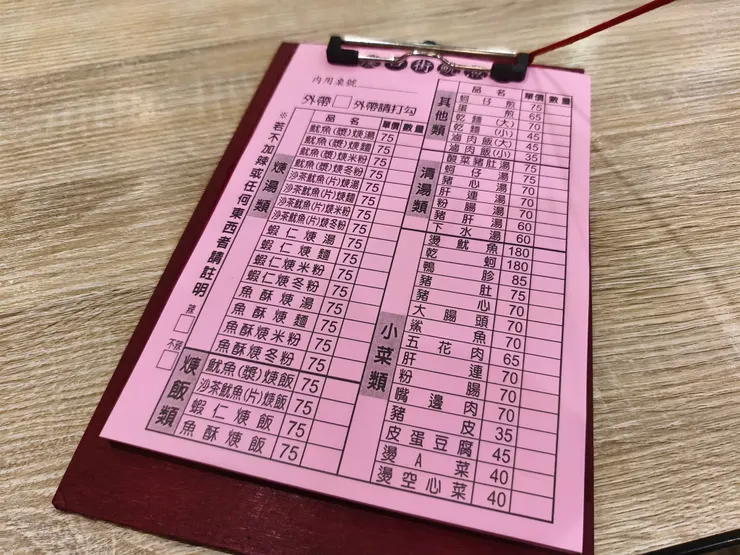 內用桌號
外帶 外帶請打勾
※若不加辣或任何東西者請註明
辣
不辣
品名 單價 數量
焿湯類
魷魚(漿)焿湯 75
魷魚(漿)焿麵 75
魷魚(漿)焿米粉 75
魷魚(漿)焿冬粉 75
沙茶魷魚(片)焿湯 75
沙茶魷魚(片)焿麵 75
沙茶魷魚(片)焿米粉 75
沙茶魷魚(片)焿冬粉 75
蝦仁焿湯 75
蝦仁焿麵 75
蝦仁焿米粉 75
蝦仁焿冬粉 75
魚酥焿湯 75
魚酥焿麵 75
魚酥焿米粉 75
魚酥焿冬粉 75
焿飯類
魷魚(漿)焿飯 75
沙茶魷魚(片)焿飯 75
蝦仁焿飯 75
魚酥焿飯 75
品名 單價 數量
其他類
蚵仔煎 75
蛋煎 65
乾麵(大) 70
乾麵(小) 45
滷肉飯(大) 45
滷肉飯(小) 35
清湯類
酸菜豬肚湯 75
蚵仔湯 75
豬心湯 70
肝連湯 70
粉腸湯 70
豬肝湯 60
下水湯 60
小菜類
燙魷魚 180
乾蚵 180
鴨胗 85
豬肚 75
豬心 70
大腸頭 70
鯊魚 70
五花肉 65
肝連 70
粉腸 70
嘴邊肉 70
豬皮 35
皮蛋豆腐 45
燙A菜 40
燙空心菜 40